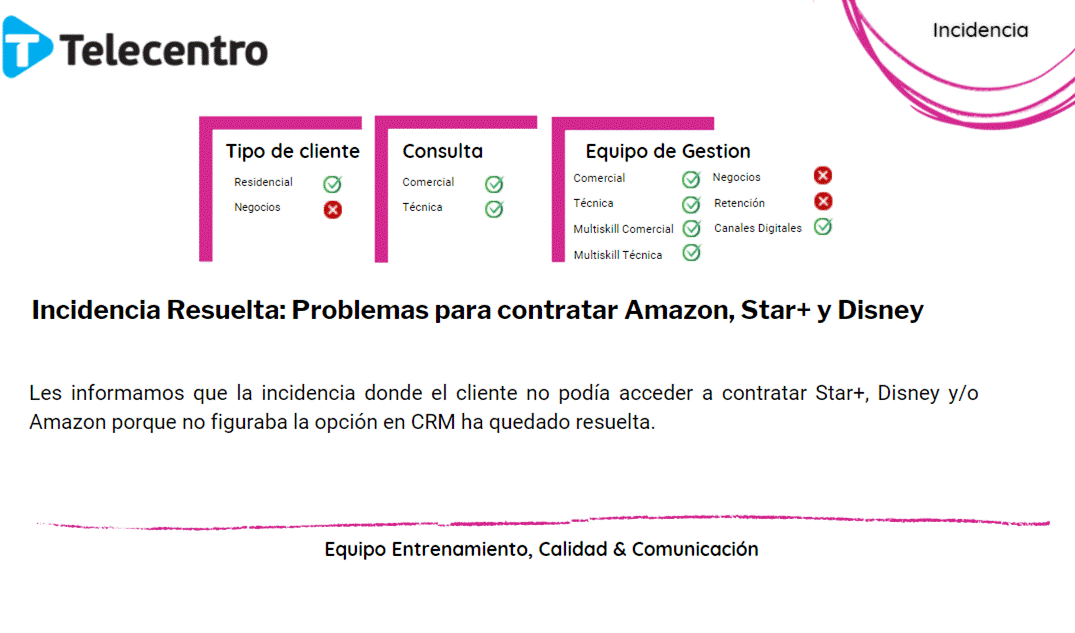 Telecentro
Incidencia
Tipo de cliente
Residencial
Negocios
Consulta
Comercial
Técnica
Equipo de Gestion
Comercial
Técnica
Multiskill Comercial
Multiskill Técnica
Negocios
Retención
Canales Digitales
Incidencia Resuelta: Problemas para contratar Amazon, Star+ y Disney
Les informamos que la incidencia donde el cliente no podía acceder a contratar Star+, Disney y/o
Amazon porque no figuraba la opción en CRM ha quedado resuelta.
Equipo Entrenamiento, Calidad & Comunicación